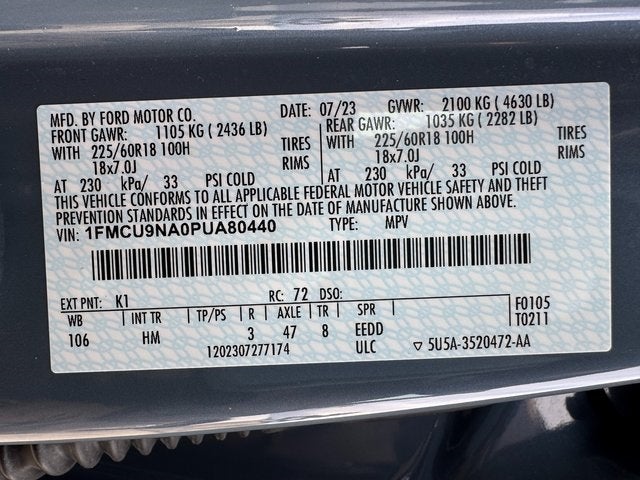 MFD. BY FORD MOTOR CO. DATE: 07/23 GVWR: 2100 KG ( 4630 LB)
FRONT GAWR: 1105 KG ( 2436 LB) REAR GAWR: 1035 KG ( 2282 LB)
WITH 225/60R18 100H TIRES WITH 225/60R18 100H TIRES
18x7.0J RIMS 18x7.0J RIMS
AT 230 kPa/ 33 PSI COLD AT 230 kPa/ 33 PSI COLD
THIS VEHICLE CONFORMS TO ALL APPLICABLE FEDERAL MOTOR VEHICLE SAFETY AND THEFT
PREVENTION STANDARDS IN EFFECT ON THE DATE OF MANUFACTURE SHOWN ABOVE.
VIN: 1FMCU9NA0PUA80440 TYPE: MPV
EXT PNT: K1 RC: 72 DSO:
WB INT TR TP/PS R AXLE TR SPR F0105
106 HM 3 47 8 EEDD T0211
1202307277174 ULC ▽ 5U5A-3520472-AA